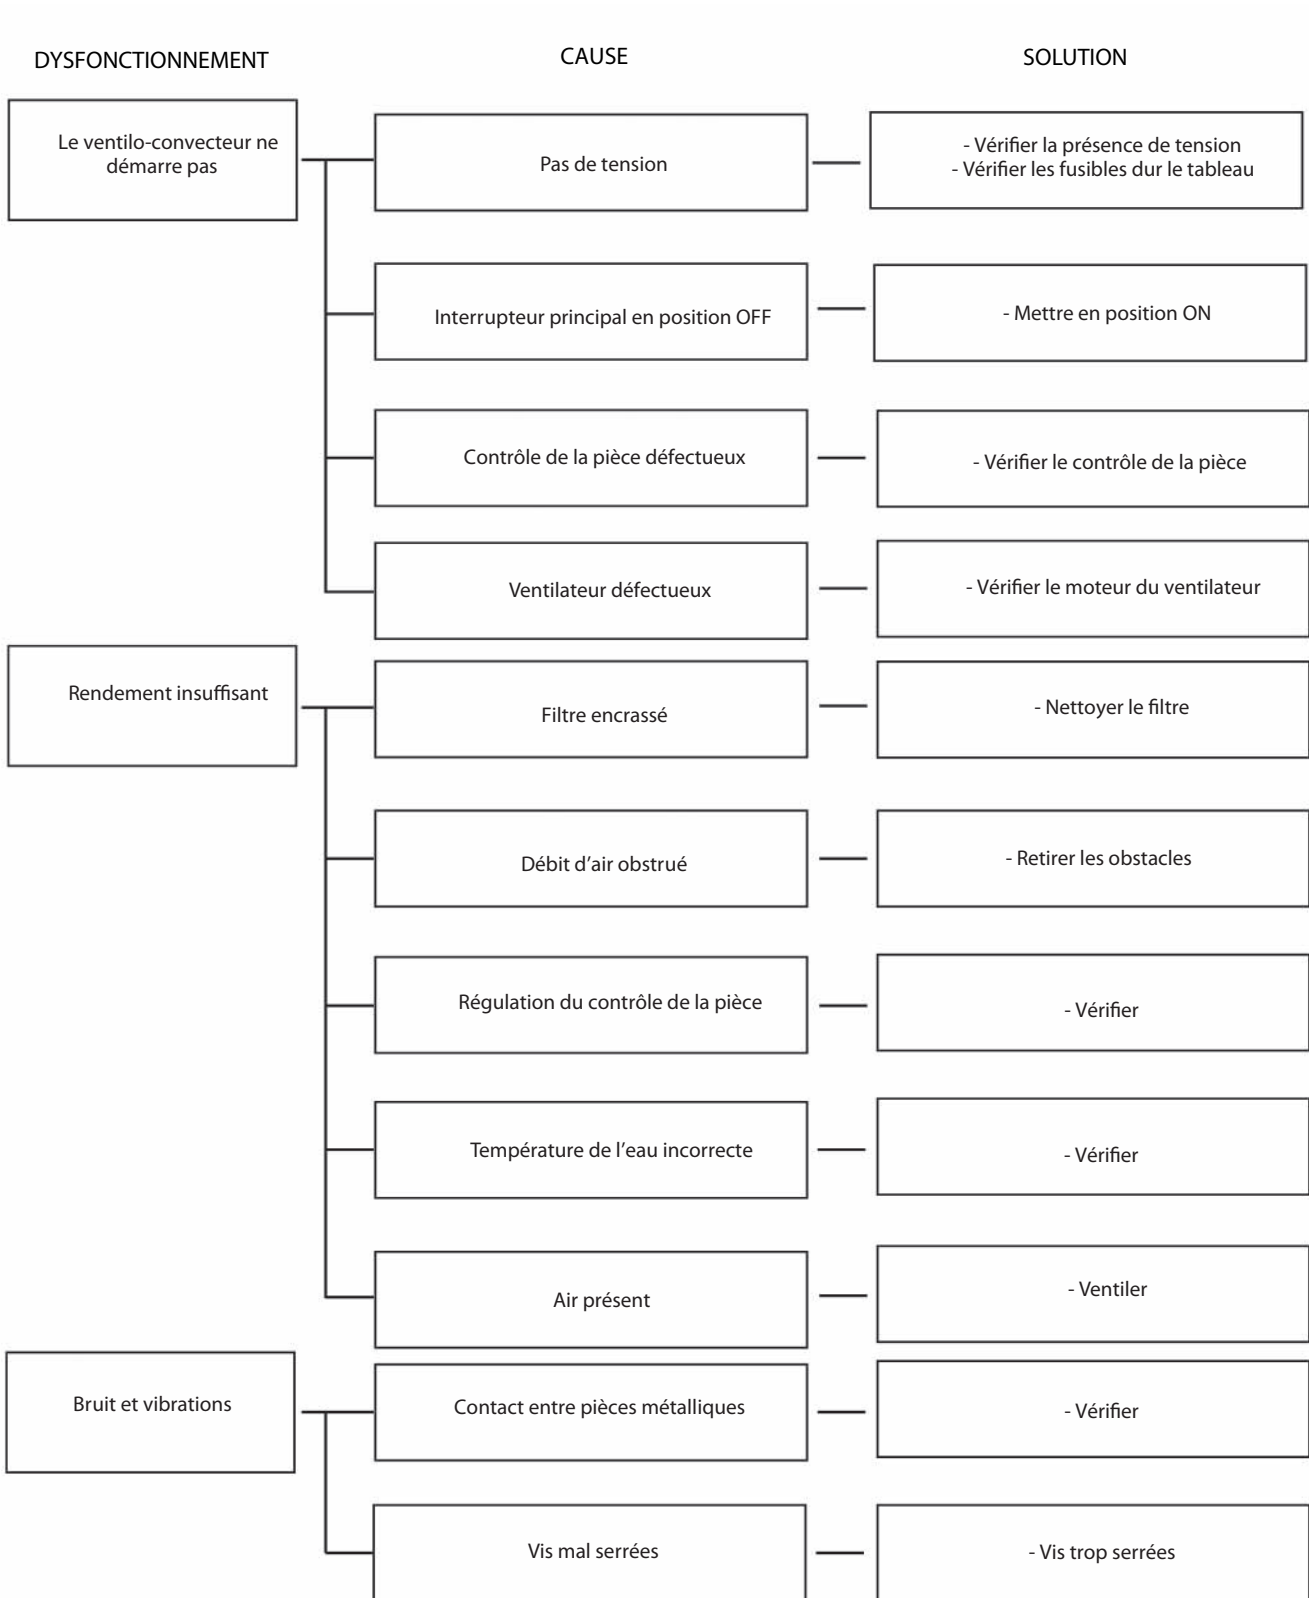 DYSFONCTIONNEMENT
CAUSE
SOLUTION
Le ventilo-convecteur ne
démarre pas
Pas de tension
- Vérifier la présence de tension
- Vérifier les fusibles dur le tableau
Interrupteur principal en position OFF
- Mettre en position ON
Contrôle de la pièce défectueux
- Vérifier le contrôle de la pièce
Ventilateur défectueux
- Vérifier le moteur du ventilateur
Rendement insuffisant
Filtre encrassé
- Nettoyer le filtre
Débit d'air obstrué
- Retirer les obstacles
Régulation du contrôle de la pièce
- Vérifier
Température de l'eau incorrecte
- Vérifier
Air présent
- Ventiler
Bruit et vibrations
Contact entre pièces métalliques
- Vérifier
Vis mal serrées
- Vis trop serrées